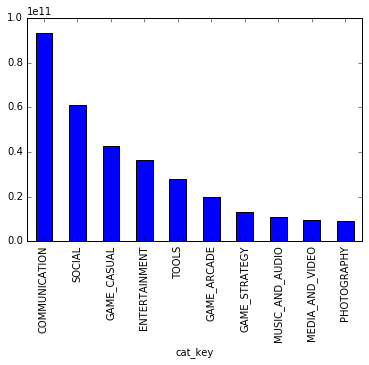 1e11
1.0
0.8
0.6
0.4
0.2
0.0
COMMUNICATION
SOCIAL
GAME_CASUAL
ENTERTAINMENT
TOOLS
GAME_ARCADE
GAME_STRATEGY
MUSIC_AND_AUDIO
MEDIA_AND_VIDEO
PHOTOGRAPHY
cat_key